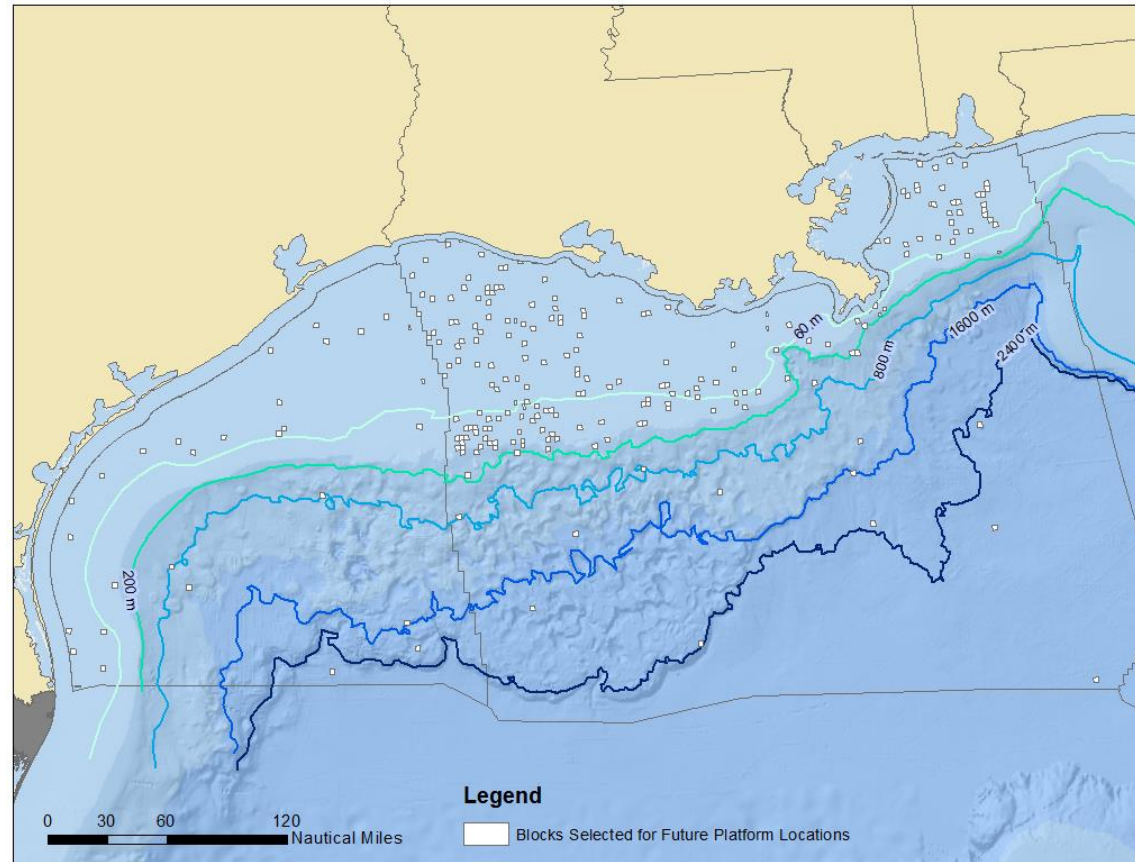 60 m
1600 m
800 m
2400 m
200 m
Legend
0 30 60 120
Nautical Miles
Blocks Selected for Future Platform Locations